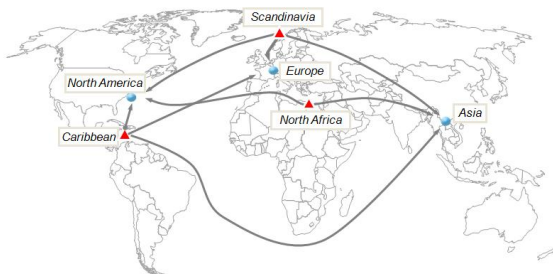 Scandinavia
North America
Europe
Asia
North Africa
Caribbean